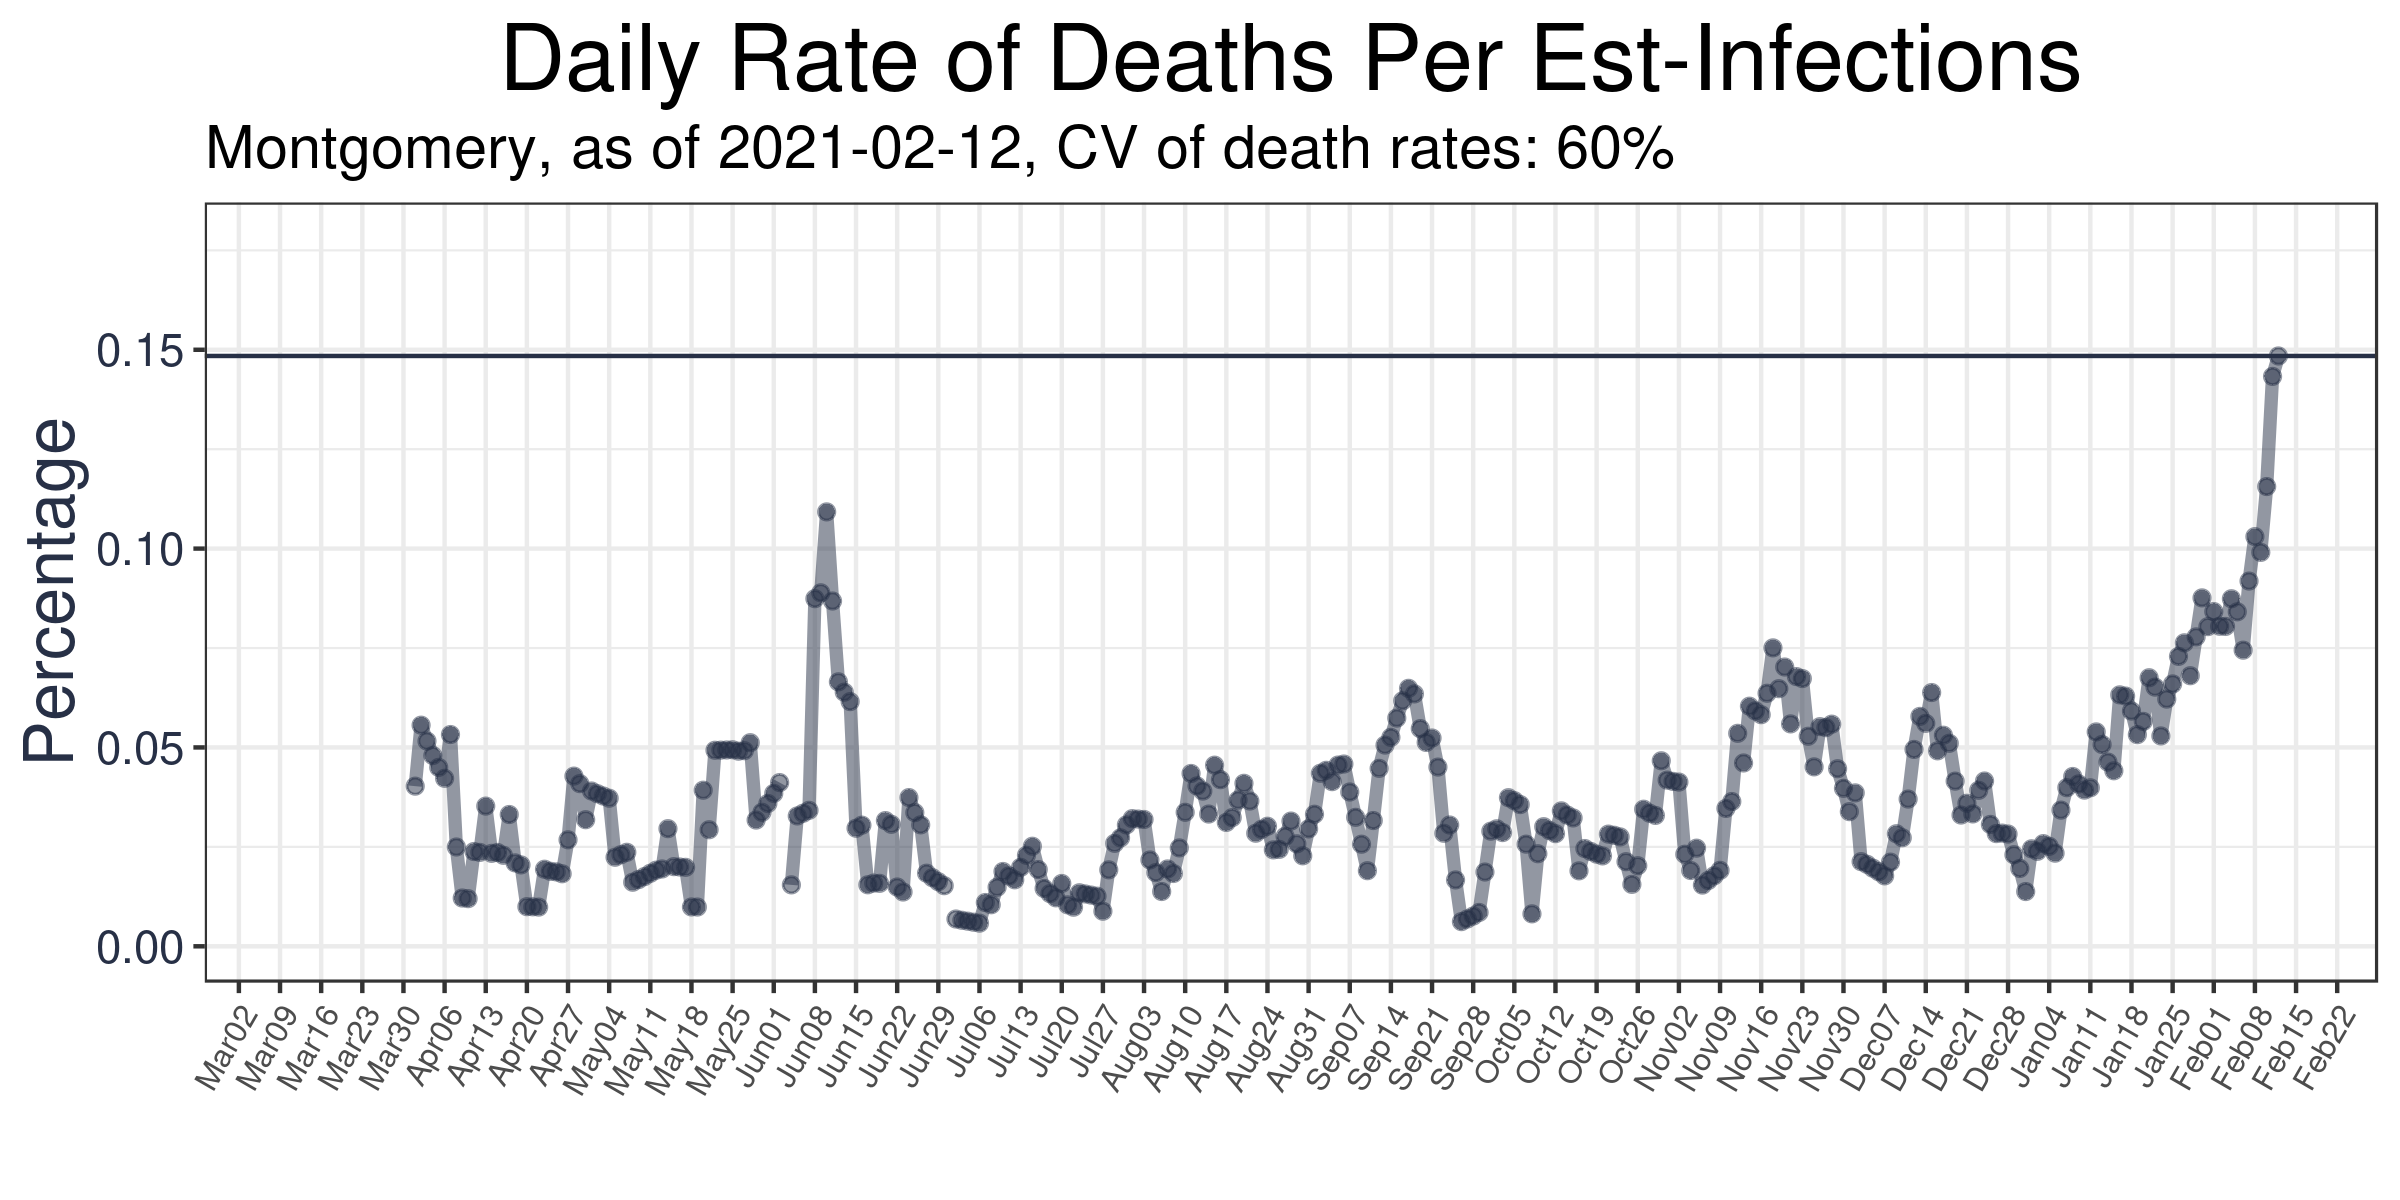 Daily Rate of Deaths Per Est-Infections
Montgomery, as of 2021-02-12, CV of death rates: 60%
Percentage
0.15
0.10
0.05
0.00
Mar02
Mar09
Mar16
Mar23
Mar30
Apr06
Apr13
Apr20
Apr27
May04
May11
May18
May25
Jun01
Jun08
Jun15
Jun22
Jun29
Jul06
Jul13
Jul20
Jul27
Aug03
Aug10
Aug17
Aug24
Aug31
Sep07
Sep14
Sep21
Sep28
Oct05
Oct12
Oct19
Oct26
Nov02
Nov09
Nov16
Nov23
Nov30
Dec07
Dec14
Dec21
Dec28
Jan04
Jan11
Jan18
Jan25
Feb01
Feb08
Feb15
Feb22